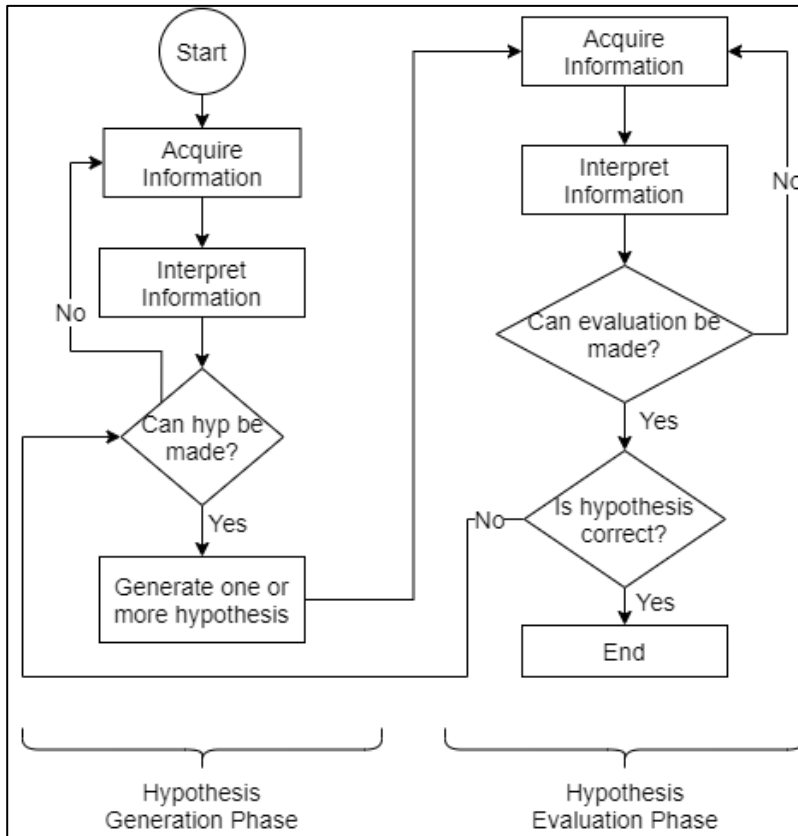 Start
Acquire
Information
Interpret
Information
No
Can hyp be
made?
Yes
Generate one or
more hypothesis
Hypothesis
Generation Phase
Acquire
Information
Interpret
Information
No
Can evaluation be
made?
Yes
Is hypothesis
correct?
No
Yes
End
Hypothesis
Evaluation Phase